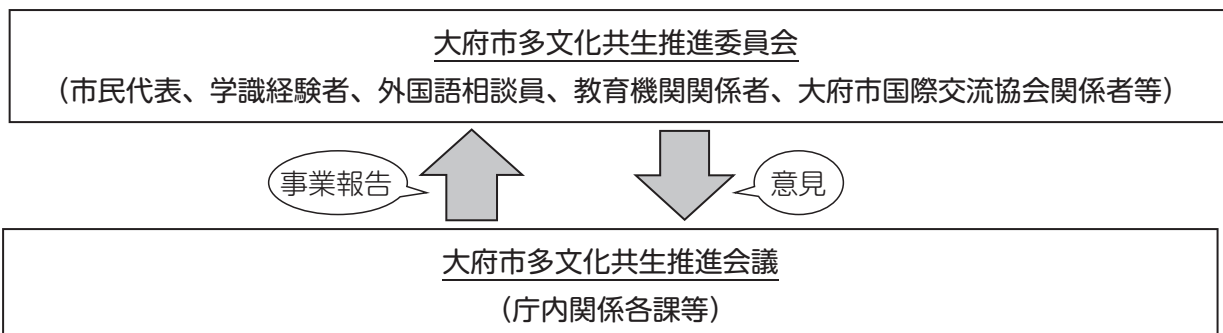 大府市多文化共生推進委員会
（市民代表、学識経験者、外国語相談員、教育機関関係者、大府市国際交流協会関係者等）
事業報告
意見
大府市多文化共生推進会議
（庁内関係各課等）